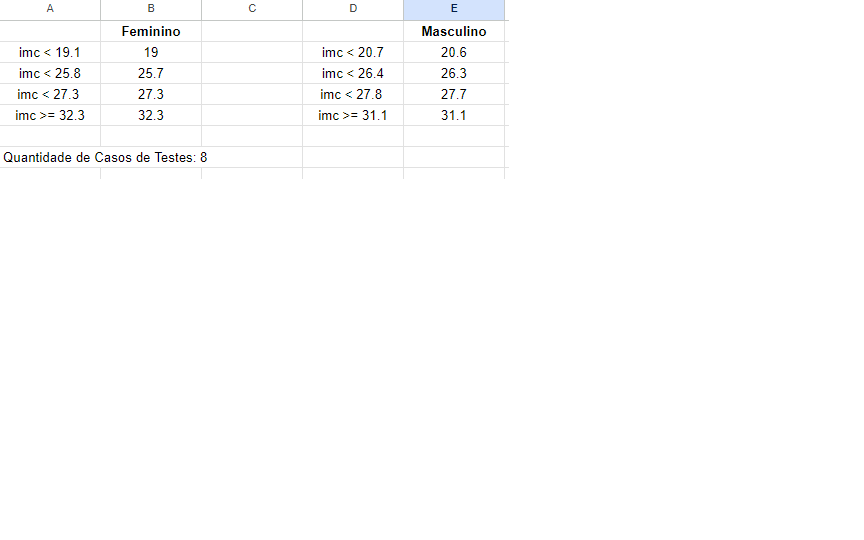 A B C D E
Feminino Masculino
imc < 19.1 19 imc < 20.7 20.6
imc < 25.8 25.7 imc < 26.4 26.3
imc < 27.3 27.3 imc < 27.8 27.7
imc >= 32.3 32.3 imc >= 31.1 31.1
Quantidade de Casos de Testes: 8